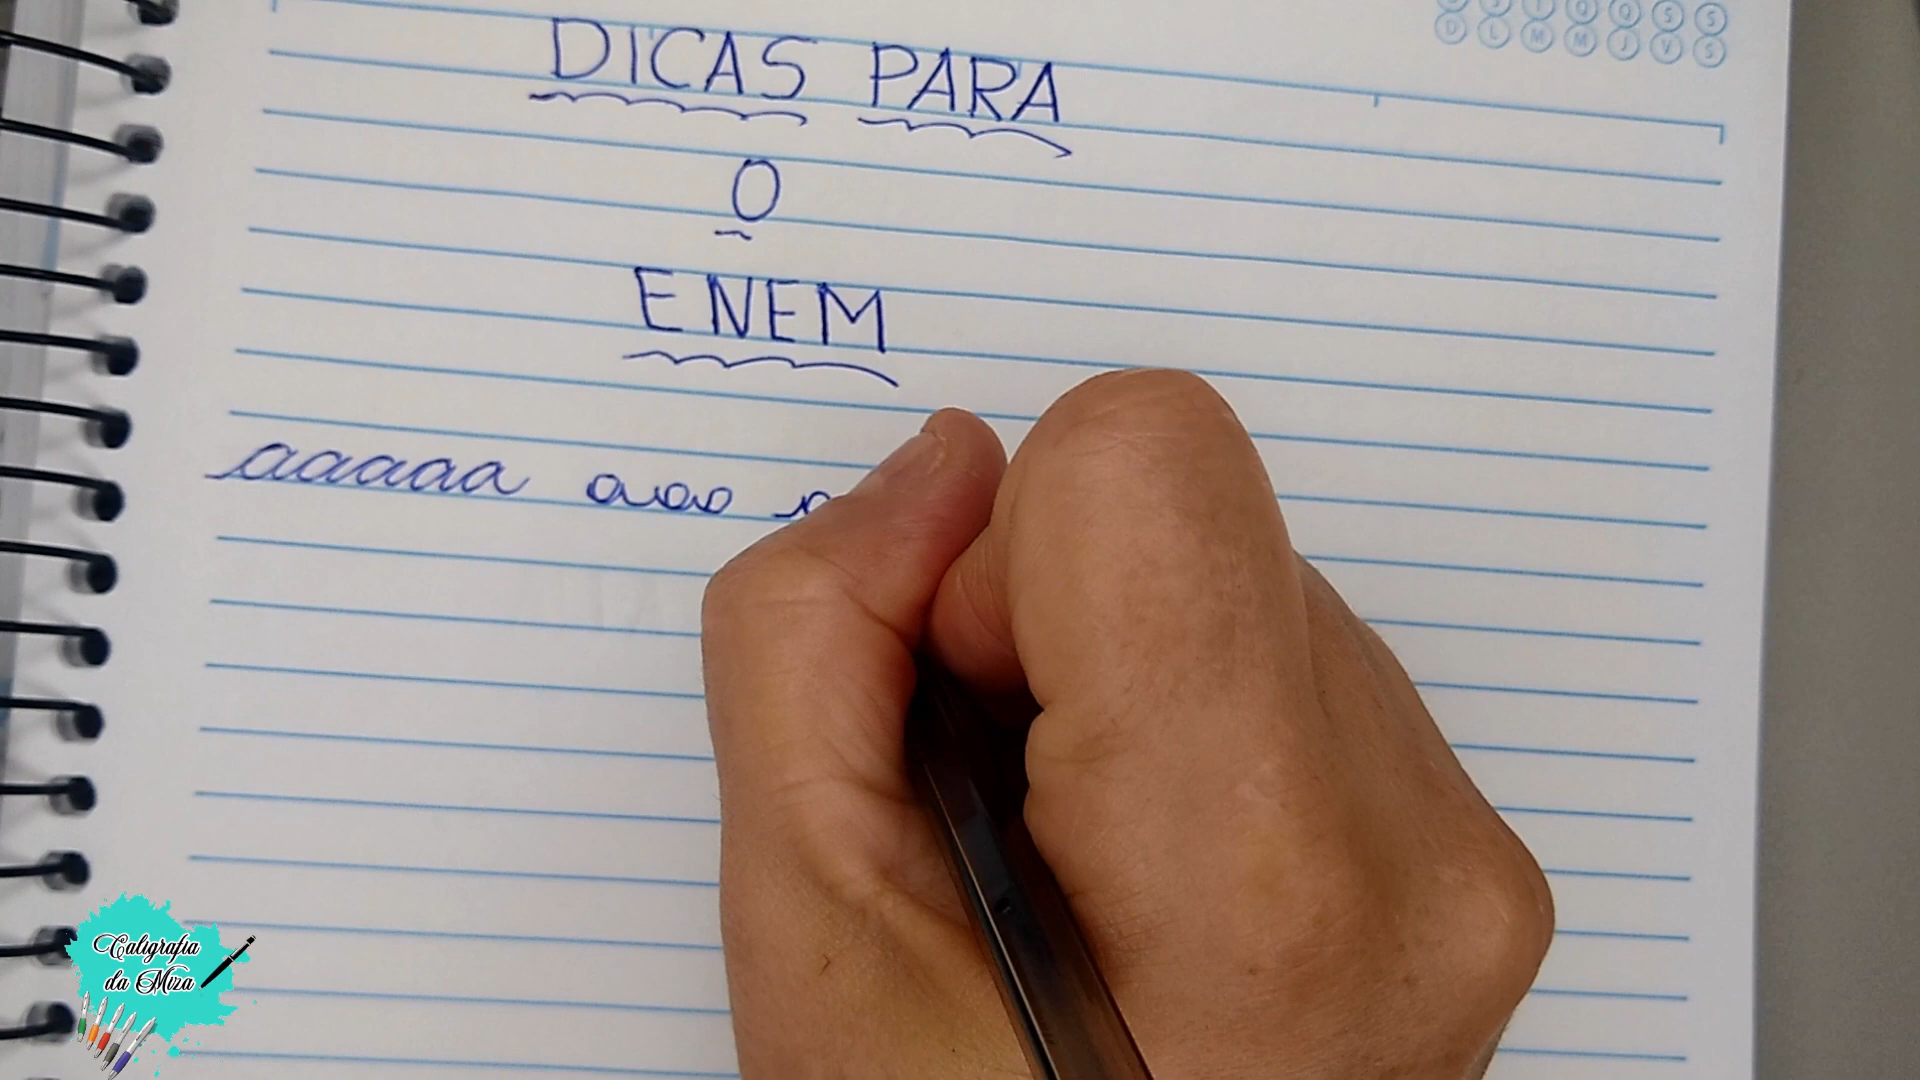 D L M M J V S
DICAS PARA
O
ENEM
aaaaa aaa
Caligrafia
da Miza